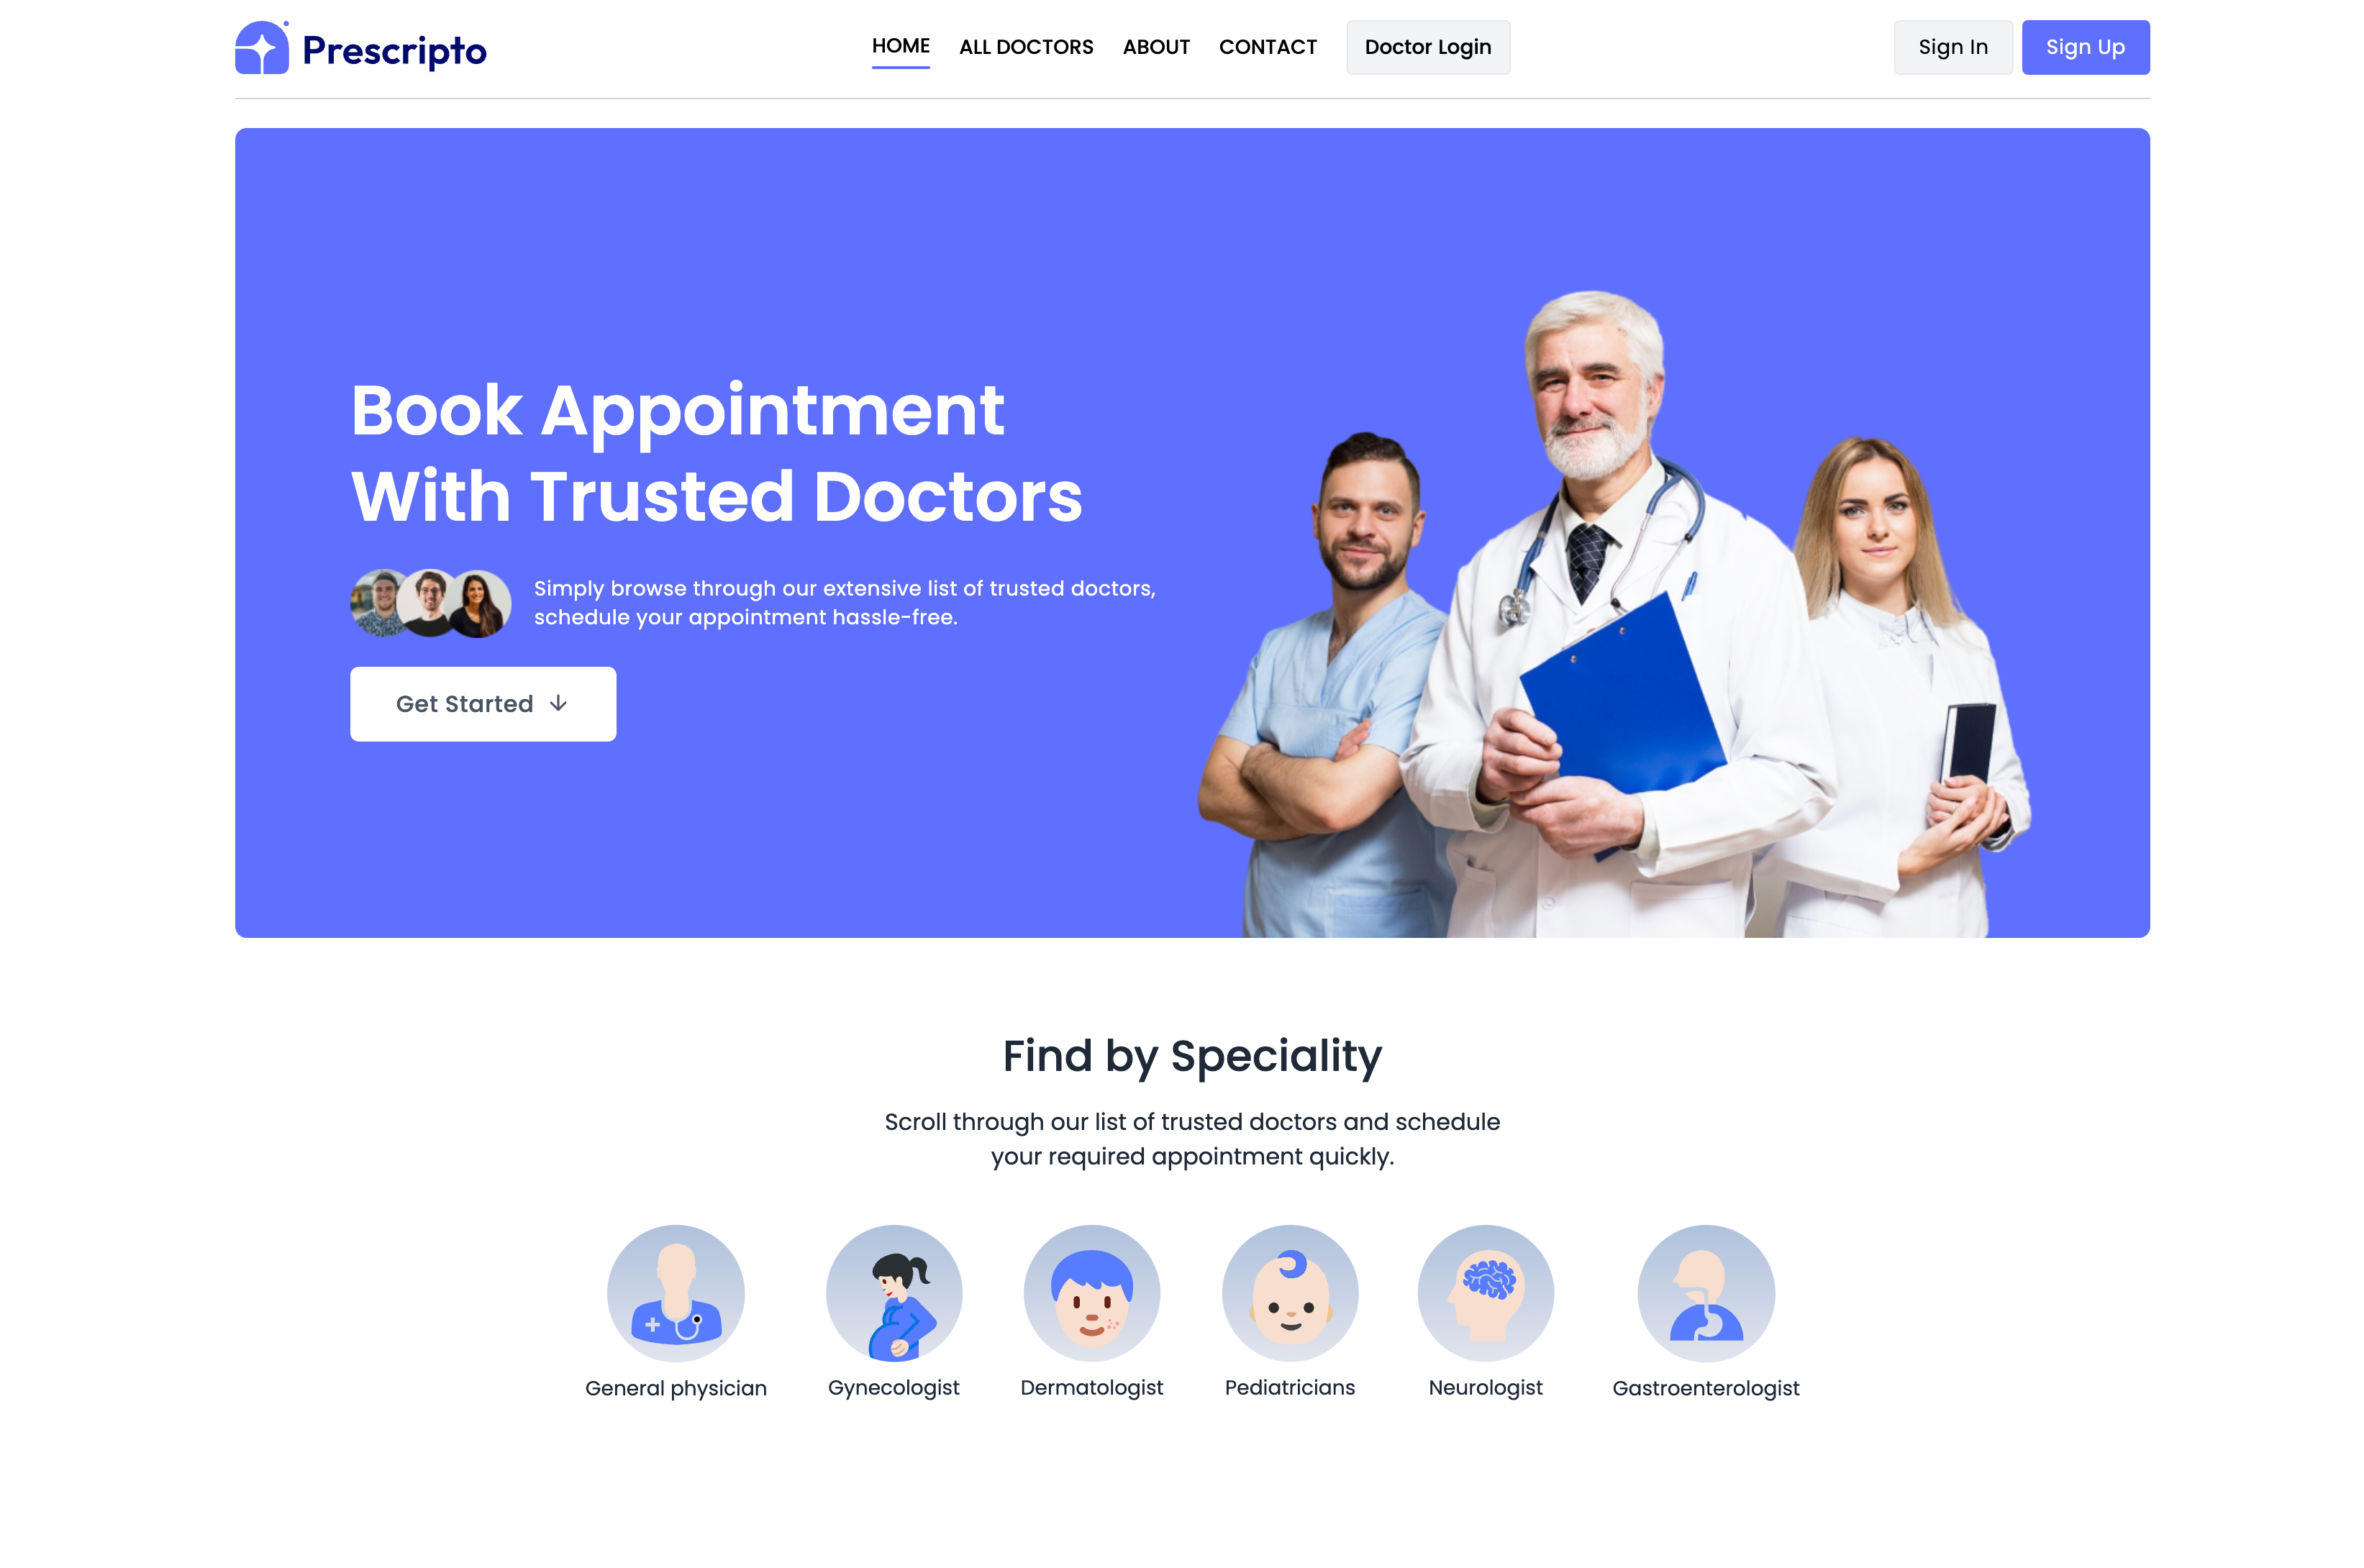 Prescripto
HOME
ALL DOCTORS
ABOUT
CONTACT
Doctor Login
Sign In
Sign Up
Book Appointment
With Trusted Doctors
Simply browse through our extensive list of trusted doctors,
schedule your appointment hassle-free.
Get Started
Find by Speciality
Scroll through our list of trusted doctors and schedule
your required appointment quickly.
General physician
Gynecologist
Dermatologist
Pediatricians
Neurologist
Gastroenterologist